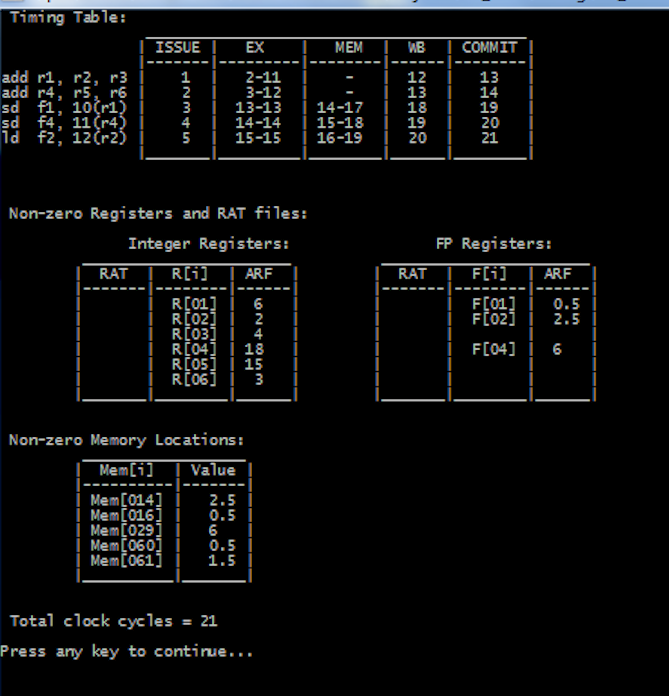 Timing Table:
ISSUE | EX | MEM | WB | COMMIT
add r1, r2, r3 | 1 | 2-11 | - | 12 | 13
add r4, r5, r6 | 2 | 3-12 | - | 13 | 14
sd f1, 10(r1) | 3 | 13-13 | 14-17 | 18 | 19
sd f4, 11(r4) | 4 | 14-14 | 15-18 | 19 | 20
ld f2, 12(r2) | 5 | 15-15 | 16-19 | 20 | 21
Non-zero Registers and RAT files:
Integer Registers: FP Registers:
RAT | R[i] | ARF | RAT | F[i] | ARF
R[01] | 6 | F[01] | 0.5
R[02] | 2 | F[02] | 2.5
R[03] | 4
R[04] | 18 | F[04] | 6
R[05] | 15
R[06] | 3
Non-zero Memory Locations:
Mem[i] | Value
Mem[014] | 2.5
Mem[016] | 0.5
Mem[029] | 6
Mem[060] | 0.5
Mem[061] | 1.5
Total clock cycles = 21
Press any key to continue...